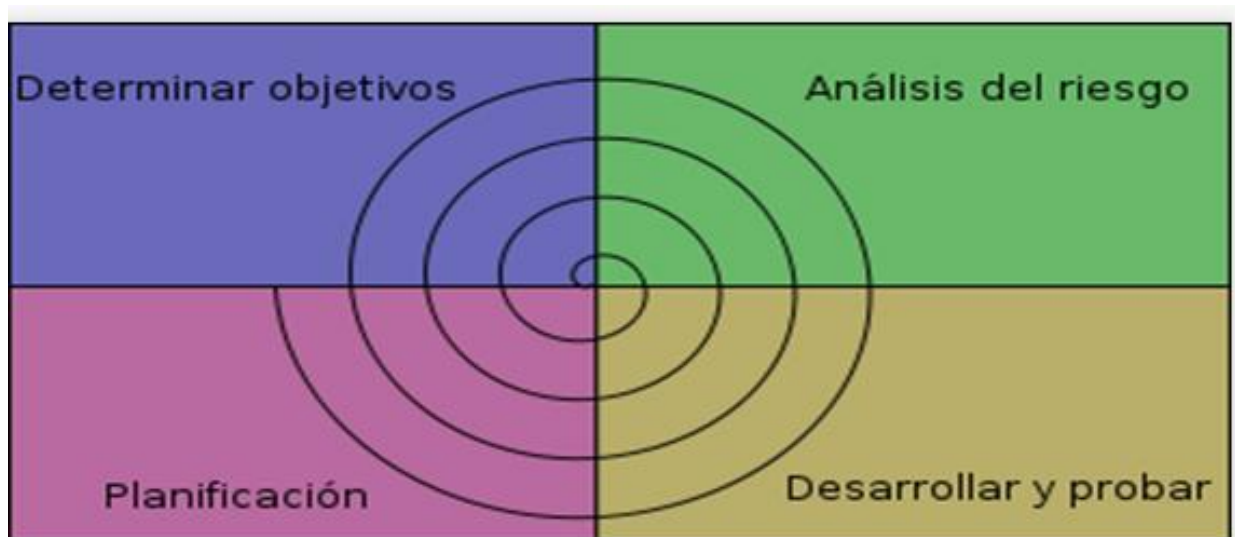 Determinar objetivos
Análisis del riesgo
Planificación
Desarrollar y probar